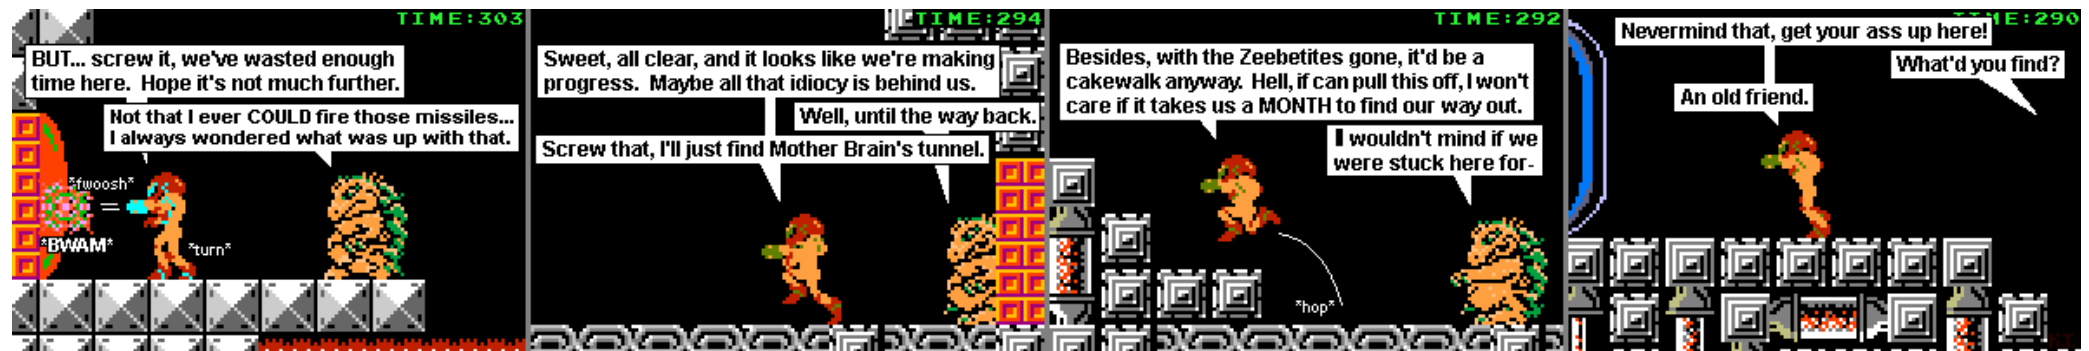 TIME:303
BUT... screw it, we've wasted enough
time here. Hope it's not much further.
Not that I ever COULD fire those missiles...
I always wondered what was up with that.
*fwoosh*
*BWAM*
*turn*
TIME:294
Sweet, all clear, and it looks like we're making
progress. Maybe all that idiocy is behind us.
Well, until the way back.
Screw that, I'll just find Mother Brain's tunnel.
TIME:292
Besides, with the Zeebetites gone, it'd be a
cakewalk anyway. Hell, if can pull this off, I won't
care if it takes us a MONTH to find our way out.
I wouldn't mind if we
were stuck here for-
*hop*
TIME:290
Nevermind that, get your ass up here!
What'd you find?
An old friend.